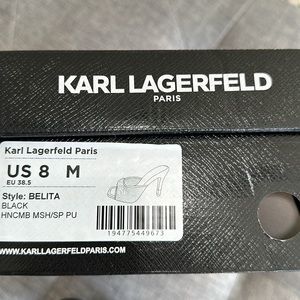 KARL LAGERFELD
PARIS
Karl Lagerfeld Paris
US 8 M
EU 38.5
Style: BELITA
BLACK
HNCMB MSH/SP PU
194775449673
WWW.KARLLAGERFELDPARIS.COM